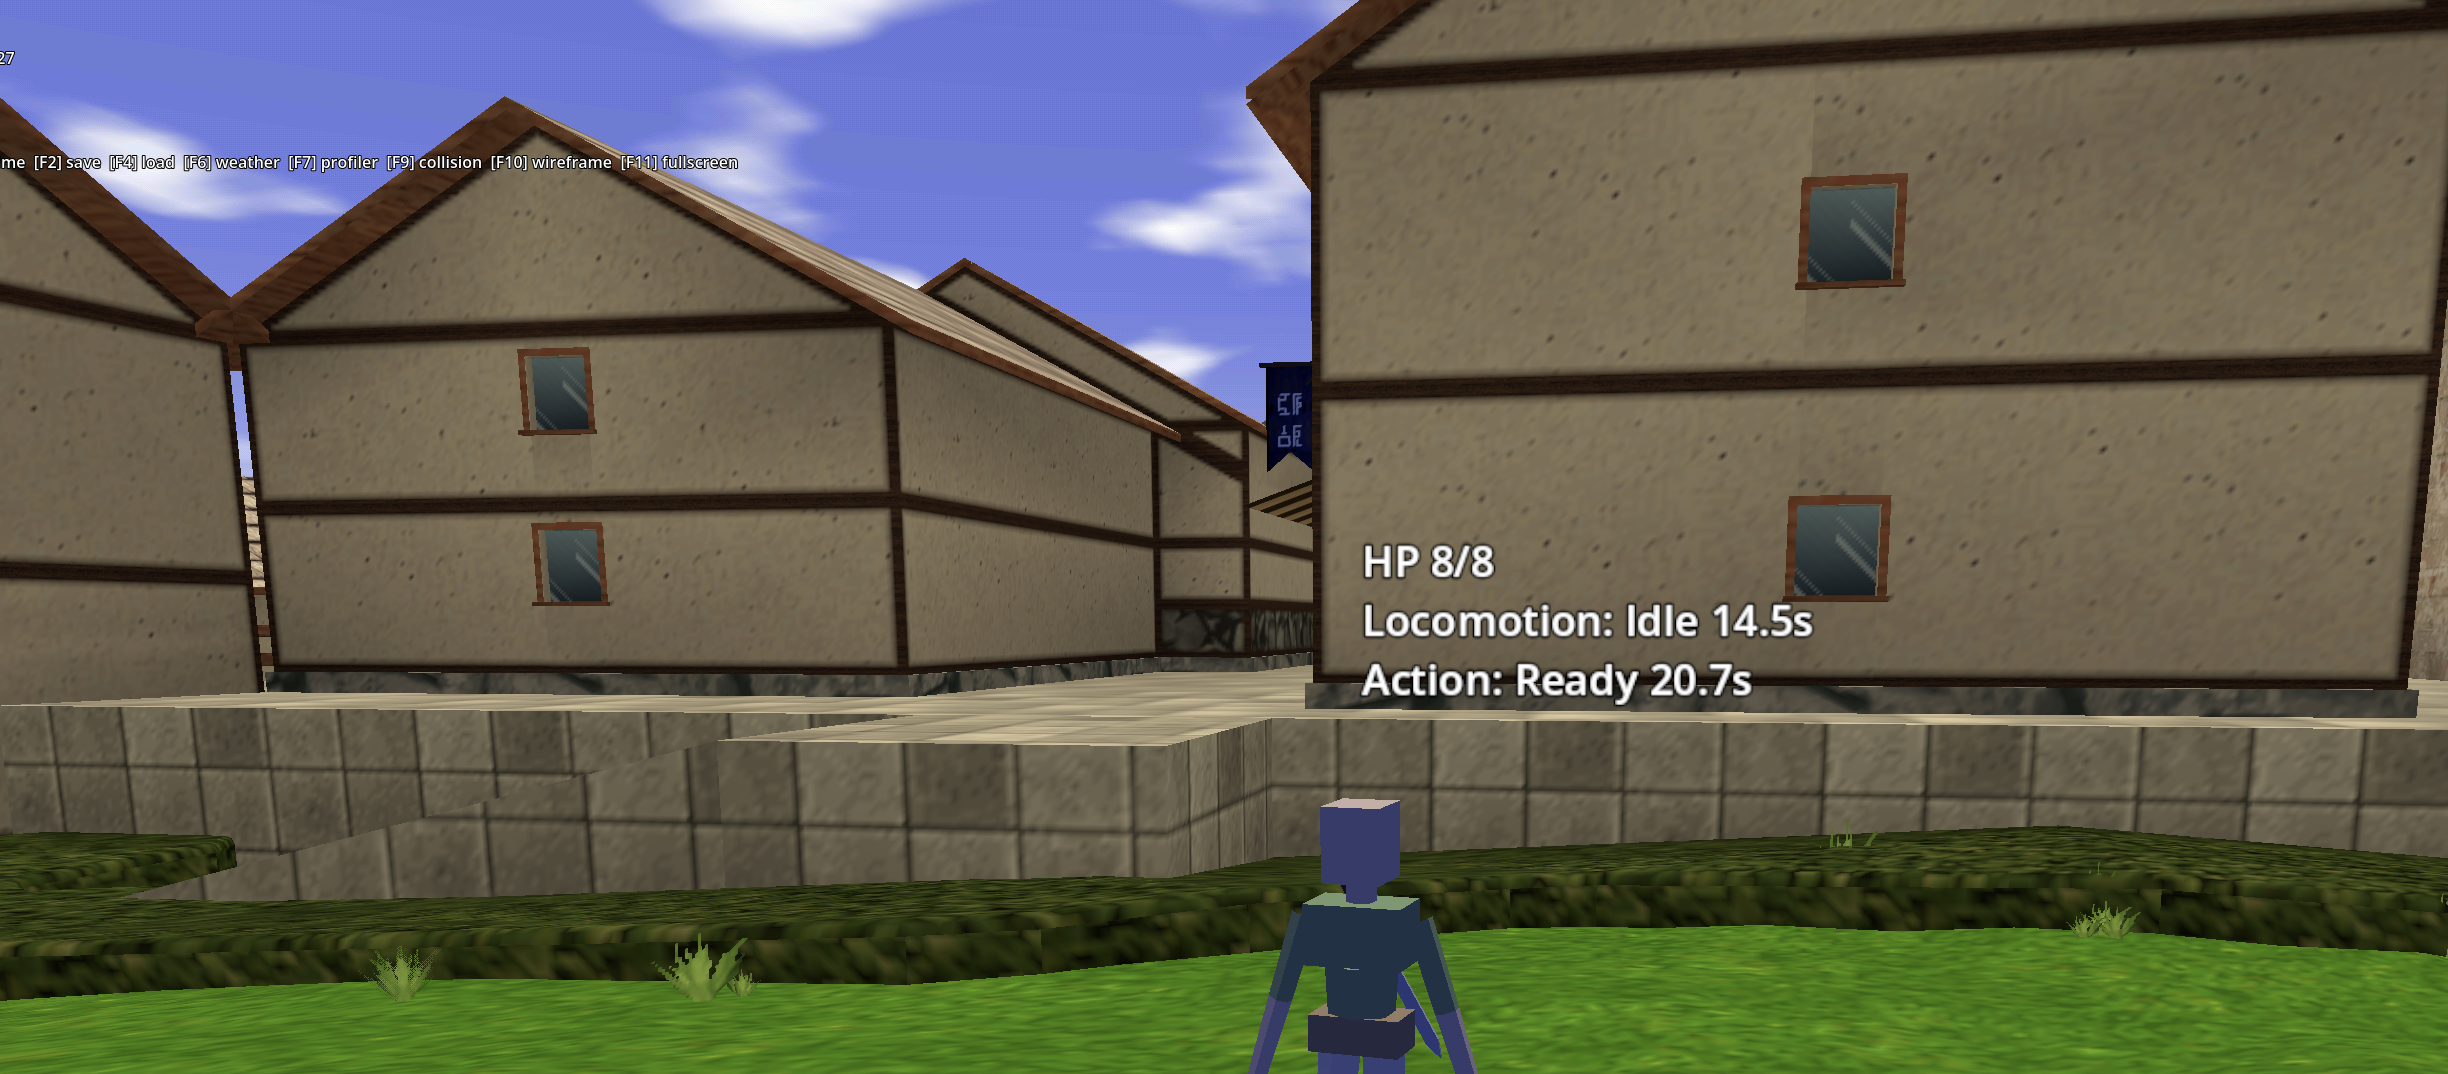 27
me [F2] save [F4] load [F6] weather [F7] profiler [F9] collision [F10] wireframe [F11] fullscreen
HP 8/8
Locomotion: Idle 14.5s
Action: Ready 20.7s